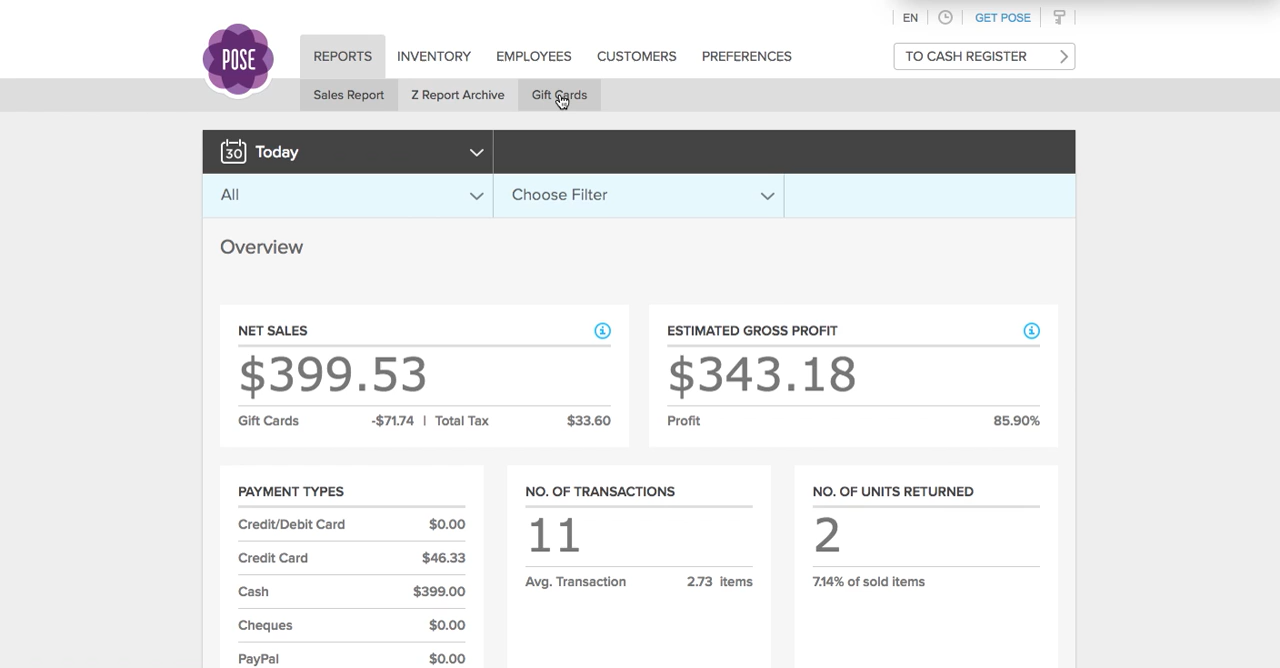 EN
GET POSE
POSE
REPORTS INVENTORY EMPLOYEES CUSTOMERS PREFERENCES
TO CASH REGISTER
Sales Report Z Report Archive Gift Cards
30 Today
All Choose Filter
Overview
NET SALES
$399.53
Gift Cards -$71.74 | Total Tax $33.60
ESTIMATED GROSS PROFIT
$343.18
Profit 85.90%
PAYMENT TYPES
Credit/Debit Card $0.00
Credit Card $46.33
Cash $399.00
Cheques $0.00
PayPal $0.00
NO. OF TRANSACTIONS
11
Avg. Transaction 2.73 items
NO. OF UNITS RETURNED
2
7.14% of sold items